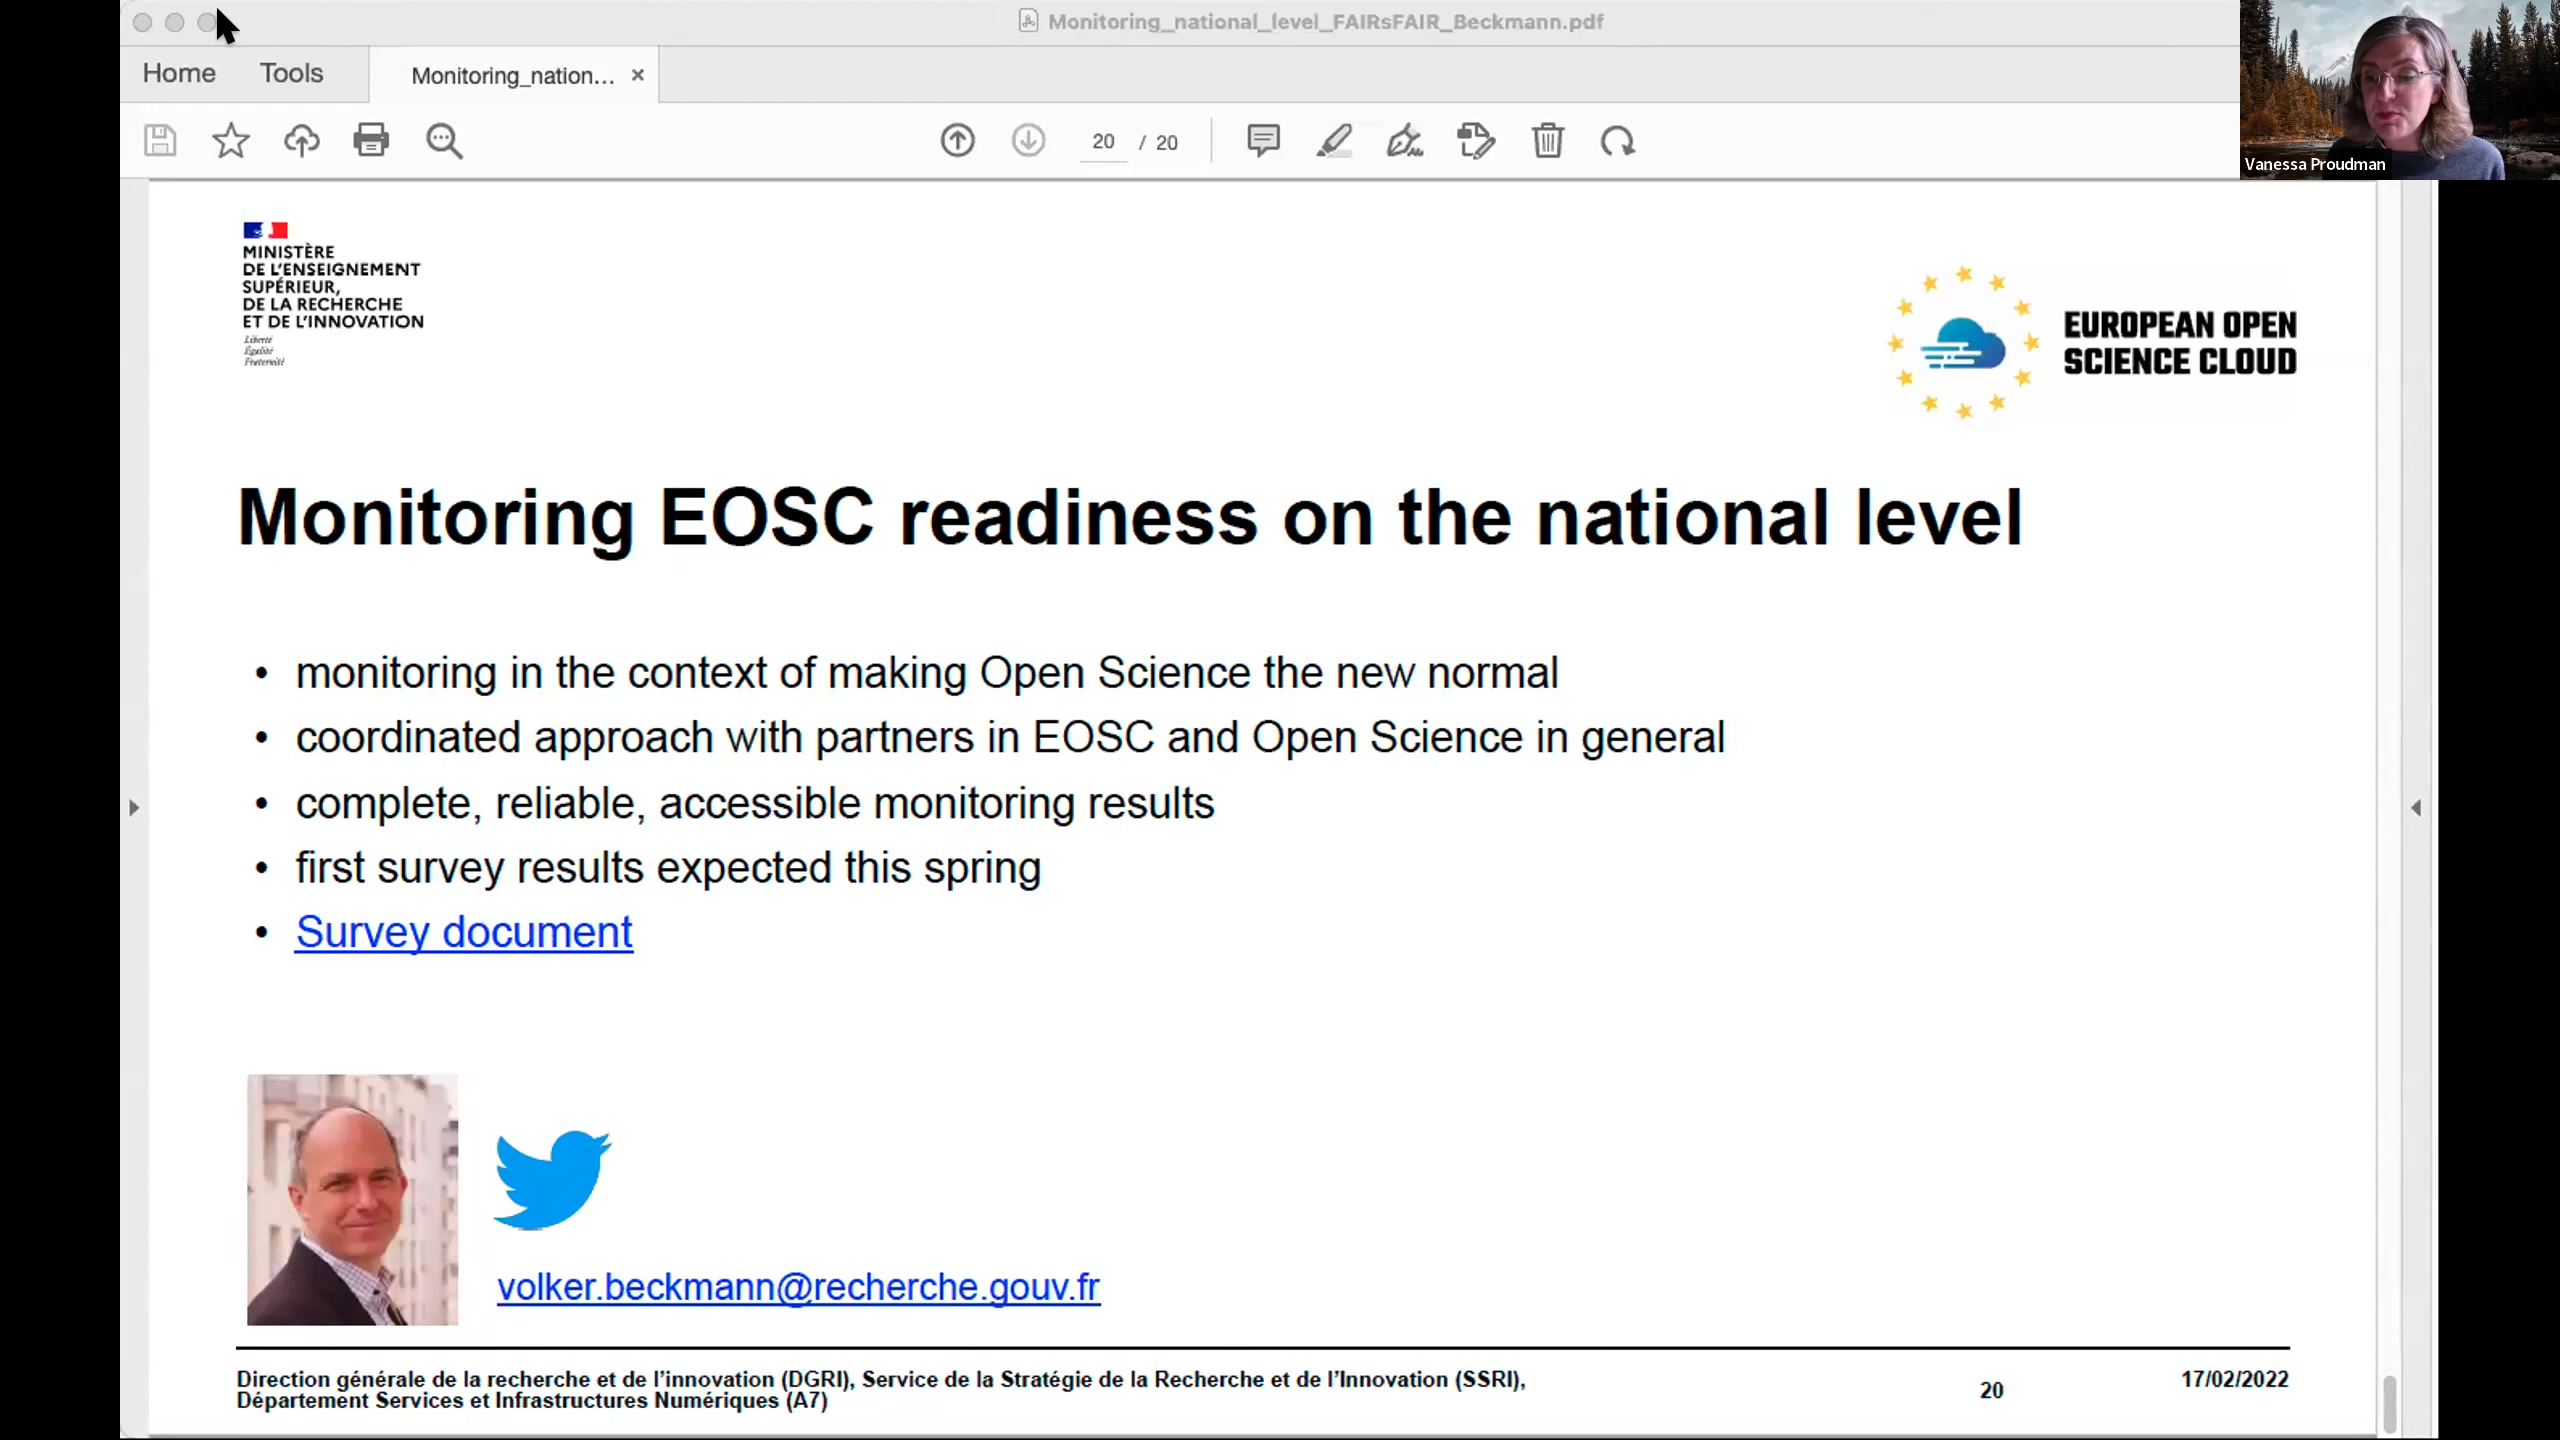 Monitoring_national_level_FAIRsFAIR_Beckmann.pdf
Home Tools Monitoring_nation... ×
20 / 20
Vanessa Proudman
MINISTÈRE
DE L'ENSEIGNEMENT
SUPÉRIEUR,
DE LA RECHERCHE
ET DE L'INNOVATION
Liberté
Égalité
Fraternité
EUROPEAN OPEN
SCIENCE CLOUD
Monitoring EOSC readiness on the national level
• monitoring in the context of making Open Science the new normal
• coordinated approach with partners in EOSC and Open Science in general
• complete, reliable, accessible monitoring results
• first survey results expected this spring
• Survey document
volker.beckmann@recherche.gouv.fr
Direction générale de la recherche et de l'innovation (DGRI), Service de la Stratégie de la Recherche et de l'Innovation (SSRI),
Département Services et Infrastructures Numériques (A7)
20
17/02/2022